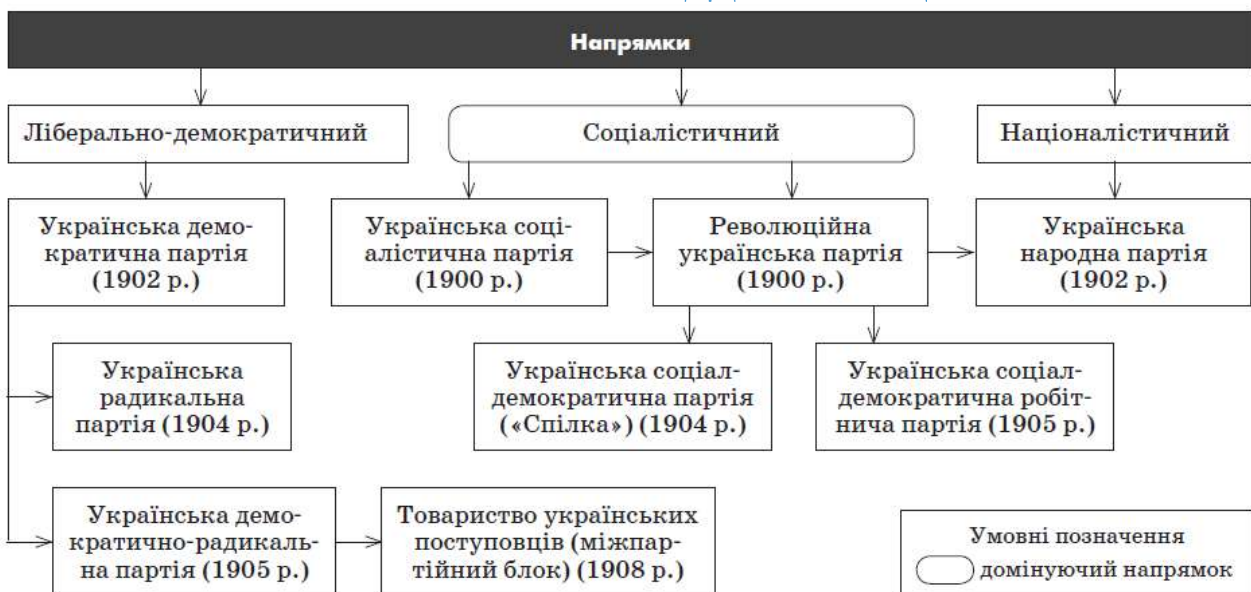 Напрямки
Ліберально-демократичний
Соціалістичний
Націоналістичний
Українська демо-
кратична партія
(1902 р.)
Українська соці-
алістична партія
(1900 р.)
Революційна
українська партія
(1900 р.)
Українська
народна партія
(1902 р.)
Українська
радикальна
партія (1904 р.)
Українська соціал-
демократична партія
(«Спілка») (1904 р.)
Українська соціал-
демократична робіт-
нича партія (1905 р.)
Українська демо-
кратично-радикаль-
на партія (1905 р.)
Товариство українських
поступовців (міжпар-
тійний блок) (1908 р.)
Умовні позначення
домінуючий напрямок